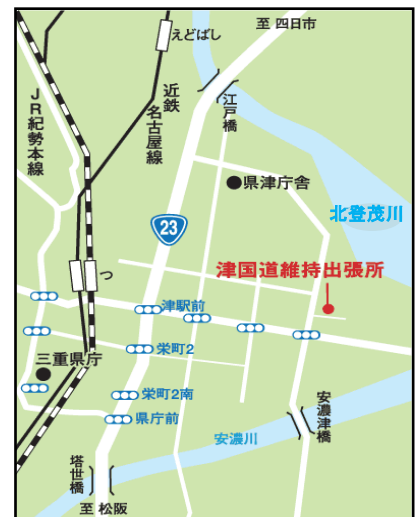 至 四日市
えどばし
近鉄
名古屋線
JR紀勢本線
江戸橋
県津庁舎
北登茂川
23
津国道維持出張所
つ
津駅前
栄町2
三重県庁
栄町2南
県庁前
安濃津橋
安濃川
塔世橋
至 松阪